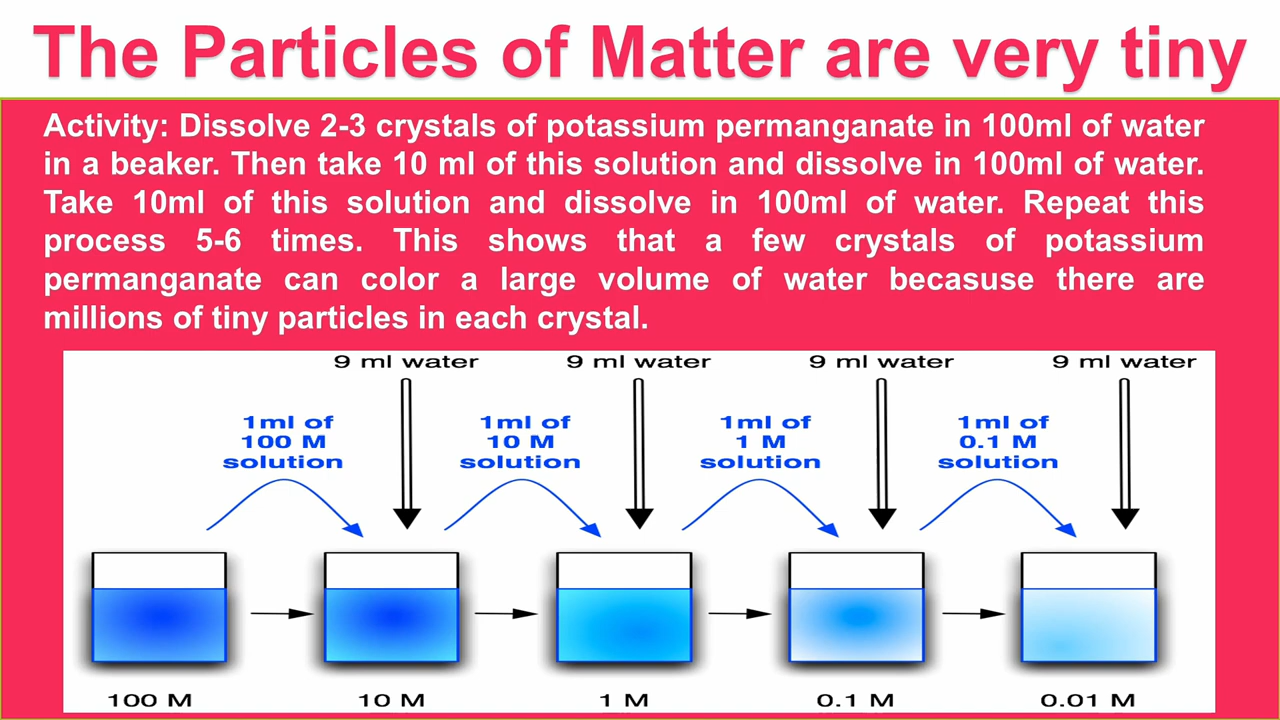 The Particles of Matter are very tiny
Activity: Dissolve 2-3 crystals of potassium permanganate in 100ml of water
in a beaker. Then take 10 ml of this solution and dissolve in 100ml of water.
Take 10ml of this solution and dissolve in 100ml of water. Repeat this
process 5-6 times. This shows that a few crystals of potassium
permanganate can color a large volume of water becasuse there are
millions of tiny particles in each crystal.
9 ml water 9 ml water 9 ml water 9 ml water
1ml of 1ml of 1ml of 1ml of
100 M 10 M 1 M 0.1 M
solution solution solution solution
100 M 10 M 1 M 0.1 M 0.01 M